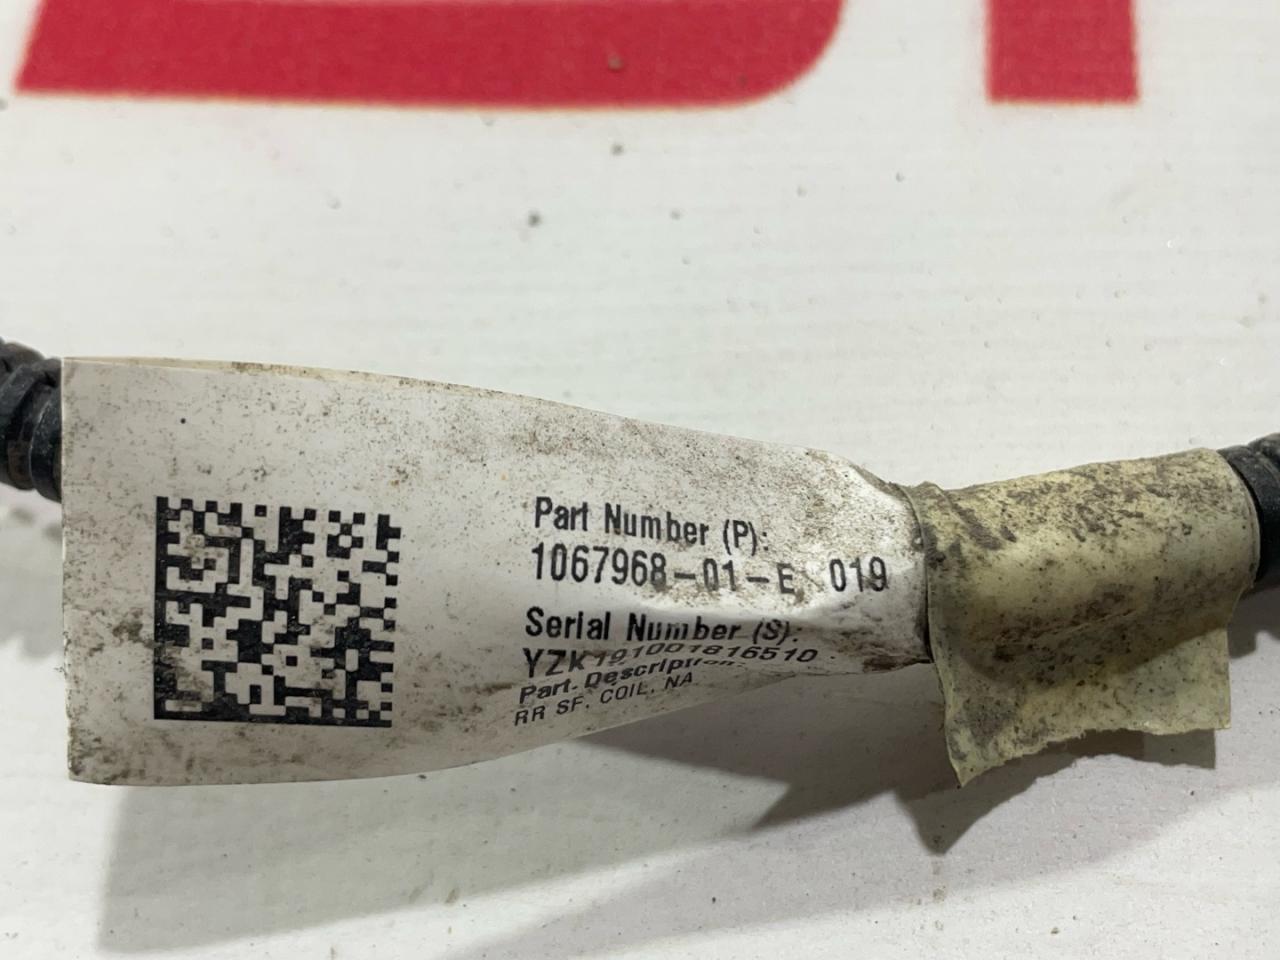 Part Number (P):
1067968-01-E 019
Serial Number (S):
YZK191001816510
Part Description:
RR SF, COIL, NA